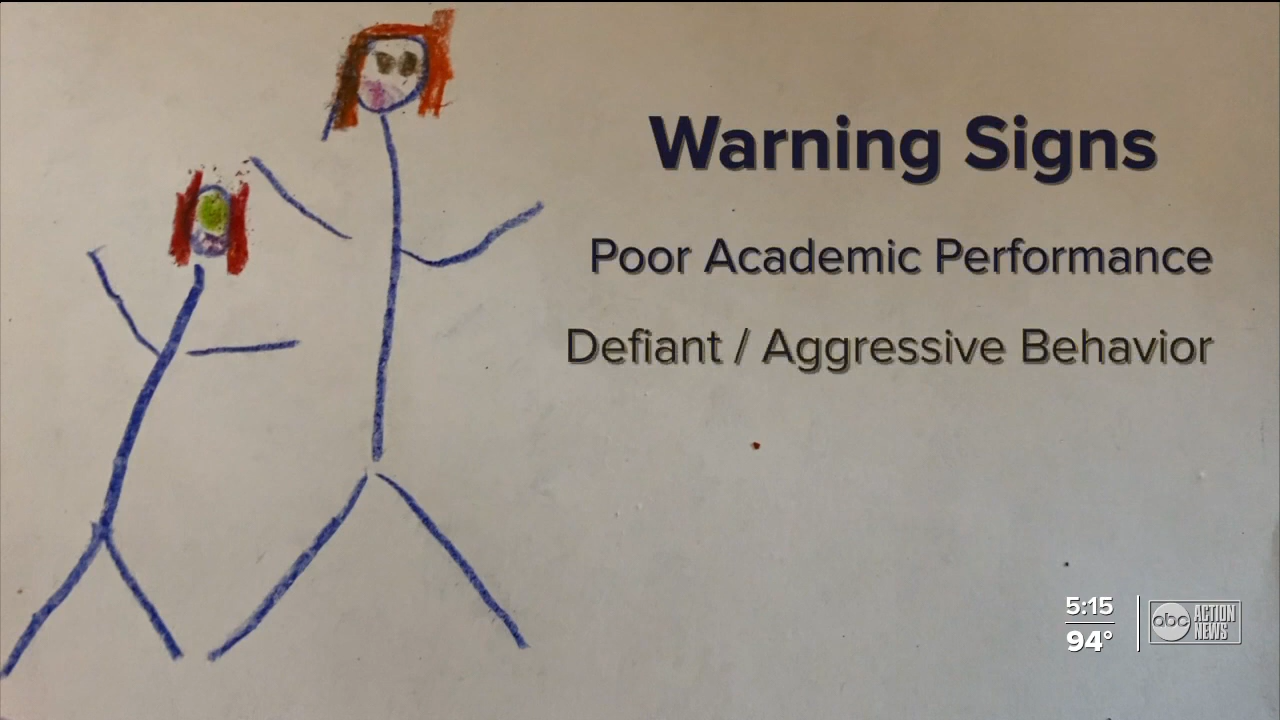 Warning Signs
Poor Academic Performance
Defiant / Aggressive Behavior
5:15
94°
abc
ACTION
NEWS